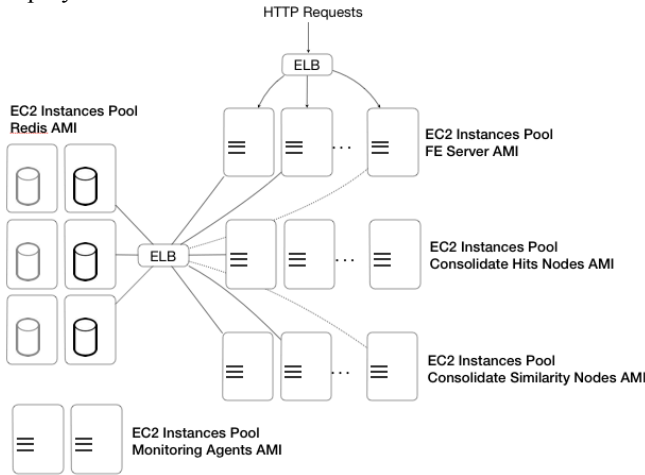 HTTP Requests
ELB
EC2 Instances Pool
Redis AMI
EC2 Instances Pool
FE Server AMI
ELB
EC2 Instances Pool
Consolidate Hits Nodes AMI
EC2 Instances Pool
Consolidate Similarity Nodes AMI
EC2 Instances Pool
Monitoring Agents AMI